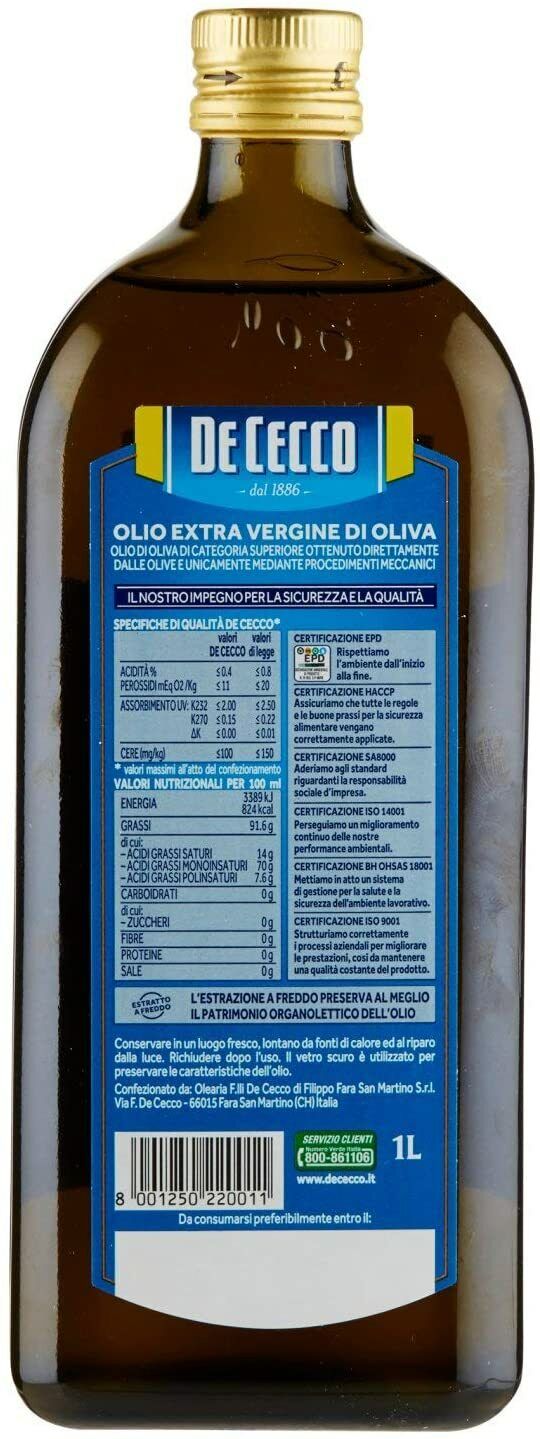 DE CECCO
dal 1886
OLIO EXTRA VERGINE DI OLIVA
OLIO DI OLIVA DI CATEGORIA SUPERIORE OTTENUTO DIRETTAMENTE
DALLE OLIVE E UNICAMENTE MEDIANTE PROCEDIMENTI MECCANICI
IL NOSTRO IMPEGNO PER LA SICUREZZA E LA QUALITÀ
SPECIFICHE DI QUALITÀ DE CECCO*
valori valori
DE CECCO di legge
ACIDITÀ % ≤0.4 ≤0.8
PEROSSIDI mEq O2 /Kg ≤11 ≤20
ASSORBIMENTO UV: K232 ≤2.00 ≤2.50
K270 ≤0.15 ≤0.22
ΔK ≤0.00 ≤0.01
CERE (mg/kg) ≤100 ≤150
* valori massimi all'atto del confezionamento
VALORI NUTRIZIONALI PER 100 ml
ENERGIA 3389 kJ
824 kcal
GRASSI 91.6 g
di cui:
-ACIDI GRASSI SATURI 14 g
-ACIDI GRASSI MONOINSATURI 70 g
-ACIDI GRASSI POLINSATURI 7.6 g
CARBOIDRATI 0 g
di cui:
-ZUCCHERI 0 g
FIBRE 0 g
PROTEINE 0 g
SALE 0 g
CERTIFICAZIONE EPD
EPD
Rispettiamo
l'ambiente dall'inizio
alla fine.
CERTIFICAZIONE HACCP
Assicuriamo che tutte le regole
e le buone prassi per la sicurezza
alimentare vengano
correttamente applicate.
CERTIFICAZIONE SA8000
Aderiamo agli standard
riguardanti la responsabilità
sociale d'impresa.
CERTIFICAZIONE ISO 14001
Perseguiamo un miglioramento
continuo delle nostre
performance ambientali.
CERTIFICAZIONE BH OHSAS 18001
Mettiamo in atto un sistema
di gestione per la salute e la
sicurezza dell'ambiente lavorativo.
CERTIFICAZIONE ISO 9001
Strutturiamo correttamente
i processi aziendali per migliorare
le prestazioni, così da mantenere
una qualità costante del prodotto.
ESTRATTO
A FREDDO
L'ESTRAZIONE A FREDDO PRESERVA AL MEGLIO
IL PATRIMONIO ORGANOLETTICO DELL'OLIO
Conservare in un luogo fresco, lontano da fonti di calore ed al riparo
dalla luce. Richiudere dopo l'uso. Il vetro scuro è utilizzato per
preservare le caratteristiche dell'olio.
Confezionato da: Olearia F.lli De Cecco di Filippo Fara San Martino S.r.l.
Via F. De Cecco - 66015 Fara San Martino (CH) Italia
SERVIZIO CLIENTI
Numero Verde Italia
800-861106
www.dececco.it
1L
8 001250 220011
Da consumarsi preferibilmente entro il: